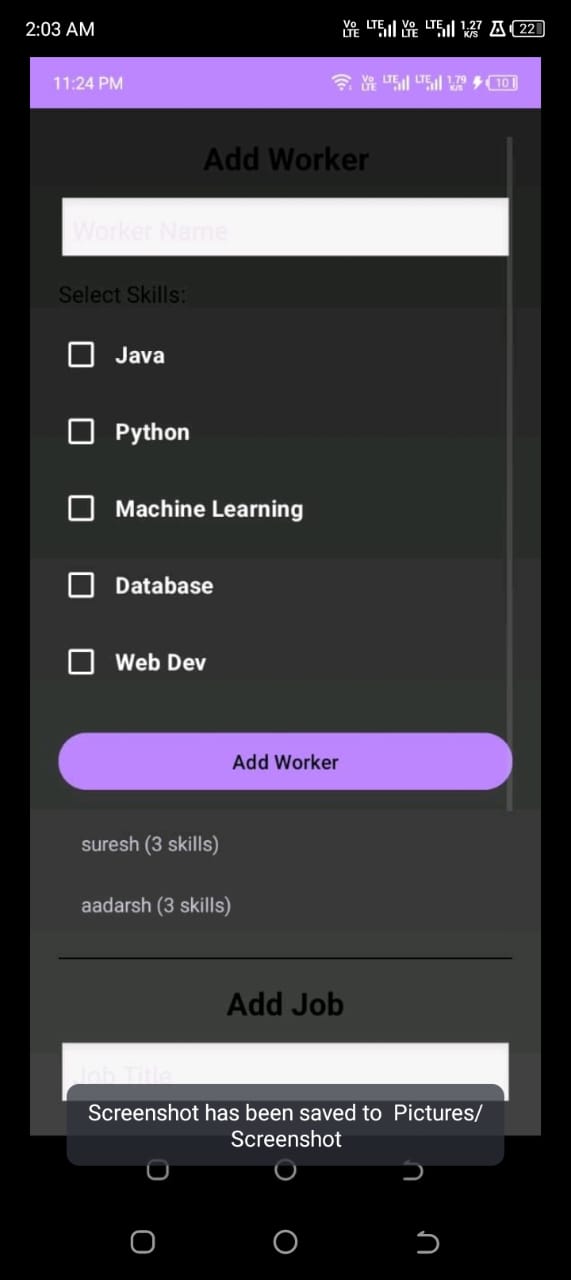 2:03 AM Vo LTE LTE Vo LTE LTE 1.27 K/S 22
11:24 PM Vo LTE LTE LTE 1.79 K/S 10
Add Worker
Worker Name
Select Skills:
Java
Python
Machine Learning
Database
Web Dev
Add Worker
suresh (3 skills)
aadarsh (3 skills)
Add Job
Job Title
Screenshot has been saved to Pictures/
Screenshot